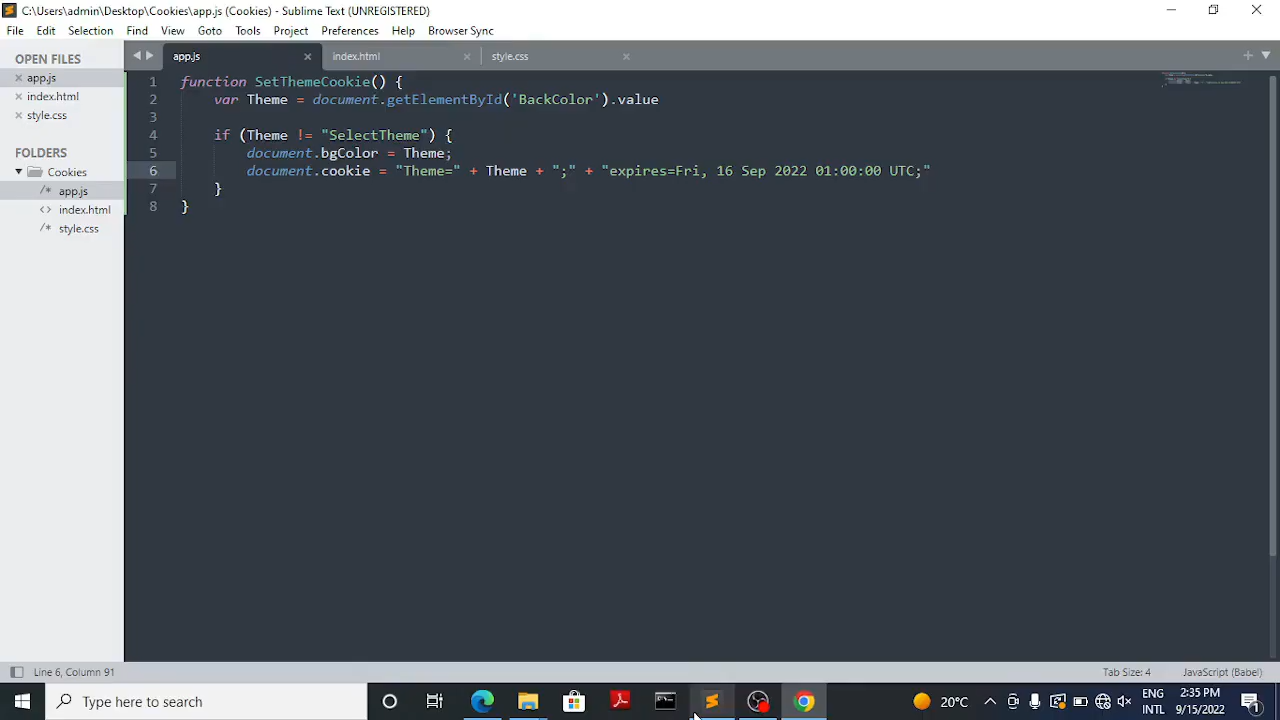 C:\Users\admin\Desktop\Cookies\app.js (Cookies) - Sublime Text (UNREGISTERED)
File Edit Selection Find View Goto Tools Project Preferences Help Browser Sync
OPEN FILES
app.js
index.html
style.css
FOLDERS
Cookies
/* app.js
<> index.html
/* style.css
app.js index.html style.css
1 function SetThemeCookie() {
2 var Theme = document.getElementById('BackColor').value
3
4 if (Theme != "SelectTheme") {
5 document.bgColor = Theme;
6 document.cookie = "Theme=" + Theme + ";" + "expires=Fri, 16 Sep 2022 01:00:00 UTC;"
7 }
8 }
Line 6, Column 91 Tab Size: 4 JavaScript (Babel)
Type here to search
20°C
ENG
INTL
2:35 PM
9/15/2022
1